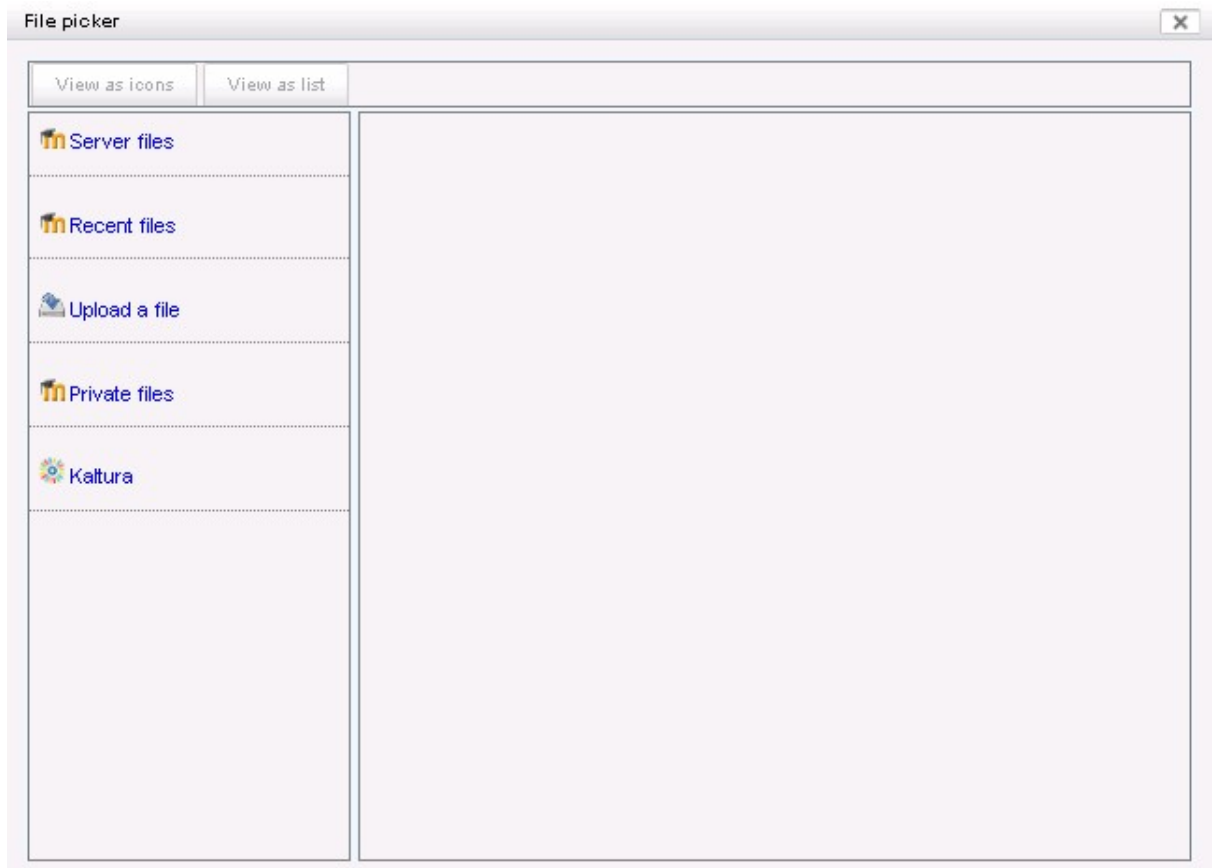 File picker
View as icons View as list
Server files
Recent files
Upload a file
Private files
Kaltura